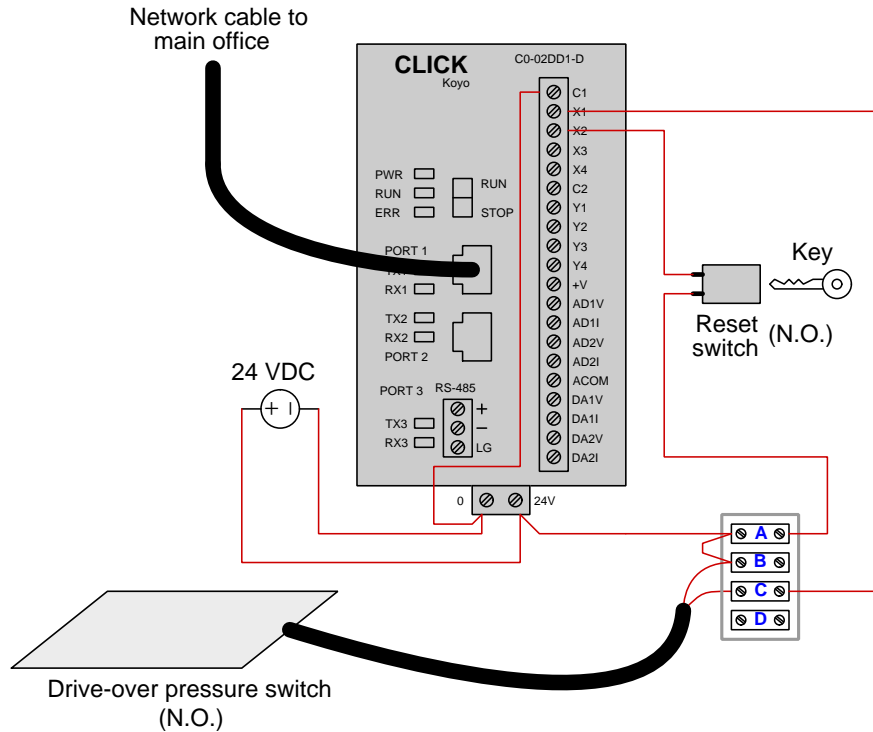 Network cable to
main office
CLICK
Koyo
C0-02DD1-D
C1
X1
X2
X3
X4
C2
Y1
Y2
Y3
Y4
+V
AD1V
AD1I
AD2V
AD2I
ACOM
DA1V
DA1I
DA2V
DA2I
PWR
RUN
ERR
RUN
STOP
PORT 1
RX1
TX2
RX2
PORT 2
PORT 3
RS-485
TX3
RX3
+
–
LG
0
24V
24 VDC
+ –
Key
Reset
switch
(N.O.)
A
B
C
D
Drive-over pressure switch
(N.O.)